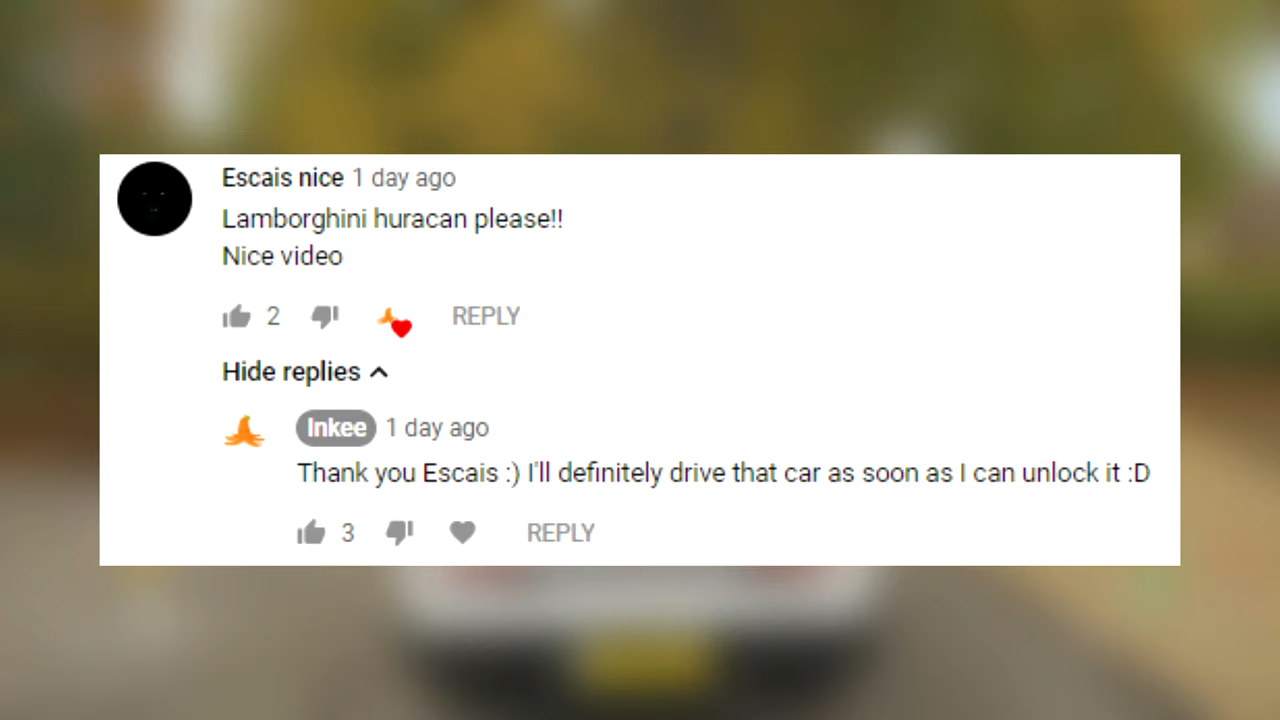 Escais nice 1 day ago
Lamborghini huracan please!!
Nice video
2 REPLY
Hide replies
Inkee 1 day ago
Thank you Escais :) I'll definitely drive that car as soon as I can unlock it :D
3 REPLY